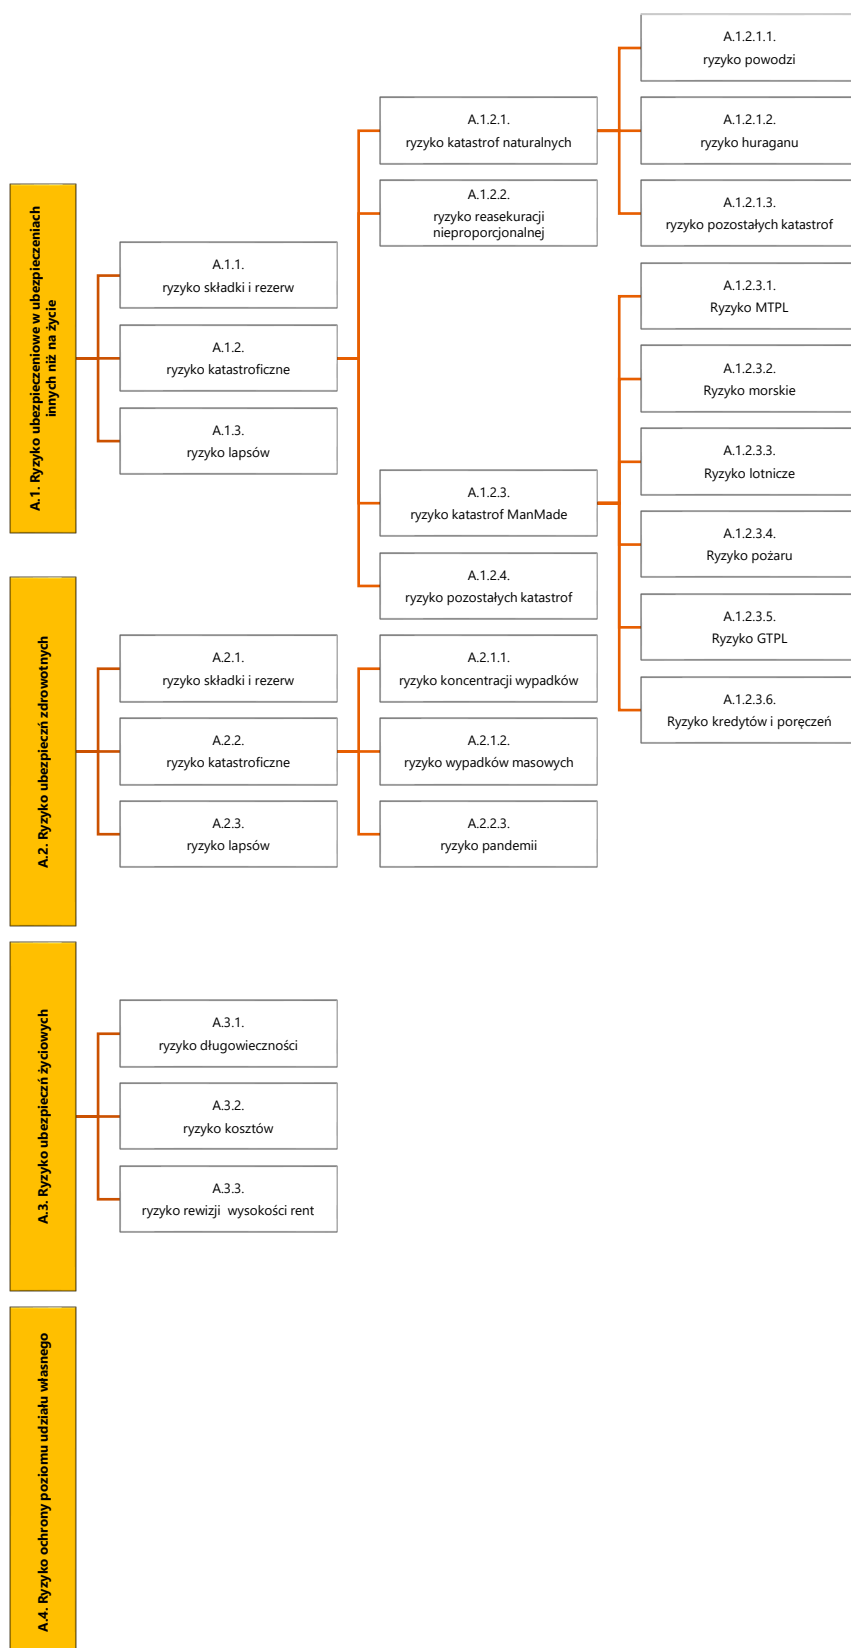 A.1. Ryzyko ubezpieczeniowe w ubezpieczeniach
innych niż na życie
A.1.1.
ryzyko składki i rezerw
A.1.2.
ryzyko katastroficzne
A.1.3.
ryzyko lapsów
A.1.2.1.
ryzyko katastrof naturalnych
A.1.2.1.1.
ryzyko powodzi
A.1.2.1.2.
ryzyko huraganu
A.1.2.1.3.
ryzyko pozostałych katastrof
A.1.2.2.
ryzyko reasekuracji
nieproporcjonalnej
A.1.2.3.
ryzyko katastrof ManMade
A.1.2.3.1.
Ryzyko MTPL
A.1.2.3.2.
Ryzyko morskie
A.1.2.3.3.
Ryzyko lotnicze
A.1.2.3.4.
Ryzyko pożaru
A.1.2.3.5.
Ryzyko GTPL
A.1.2.3.6.
Ryzyko kredytów i poręczeń
A.1.2.4.
ryzyko pozostałych katastrof
A.2. Ryzyko ubezpieczń zdrowotnych
A.2.1.
ryzyko składki i rezerw
A.2.2.
ryzyko katastroficzne
A.2.3.
ryzyko lapsów
A.2.1.1.
ryzyko koncentracji wypadków
A.2.1.2.
ryzyko wypadków masowych
A.2.2.3.
ryzyko pandemii
A.3. Ryzyko ubezpieczń życiowych
A.3.1.
ryzyko długowieczności
A.3.2.
ryzyko kosztów
A.3.3.
ryzyko rewizji wysokości rent
A.4. Ryzyko ochrony poziomu udziału własnego